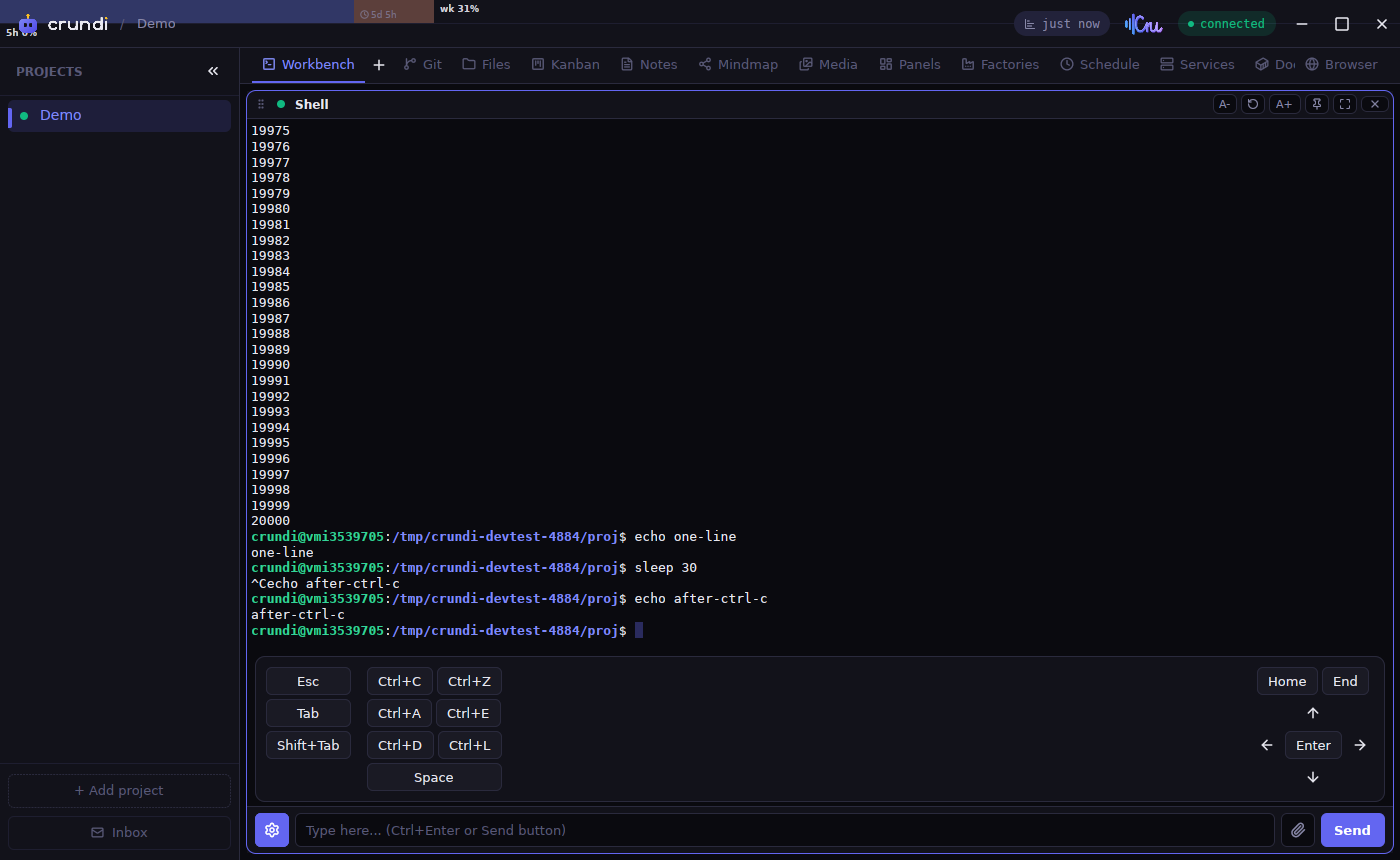 5d 5h
wk 31%
crundi / Demo
just now
connected
PROJECTS
Demo
+ Add project
Inbox
Workbench
+
Git
Files
Kanban
Notes
Mindmap
Media
Panels
Factories
Schedule
Services
Browser
Shell
A-
A+
19975
19976
19977
19978
19979
19980
19981
19982
19983
19984
19985
19986
19987
19988
19989
19990
19991
19992
19993
19994
19995
19996
19997
19998
19999
20000
crundi@vmi3539705:/tmp/crundi-devtest-4884/proj$ echo one-line
one-line
crundi@vmi3539705:/tmp/crundi-devtest-4884/proj$ sleep 30
^Cecho after-ctrl-c
crundi@vmi3539705:/tmp/crundi-devtest-4884/proj$ echo after-ctrl-c
after-ctrl-c
crundi@vmi3539705:/tmp/crundi-devtest-4884/proj$
Esc Ctrl+C Ctrl+Z Home End
Tab Ctrl+A Ctrl+E ↑
Shift+Tab Ctrl+D Ctrl+L ← Enter →
Space ↓
Type here... (Ctrl+Enter or Send button)
Send